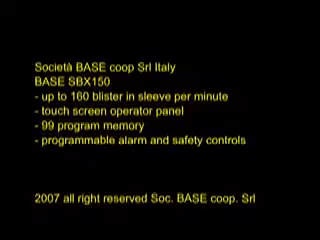 Società BASE coop Srl Italy
BASE SBX150
- up to 160 blister in sleeve per minute
- touch screen operator panel
- 99 program memory
- programmable alarm and safety controls
2007 all right reserved Soc. BASE coop. Srl